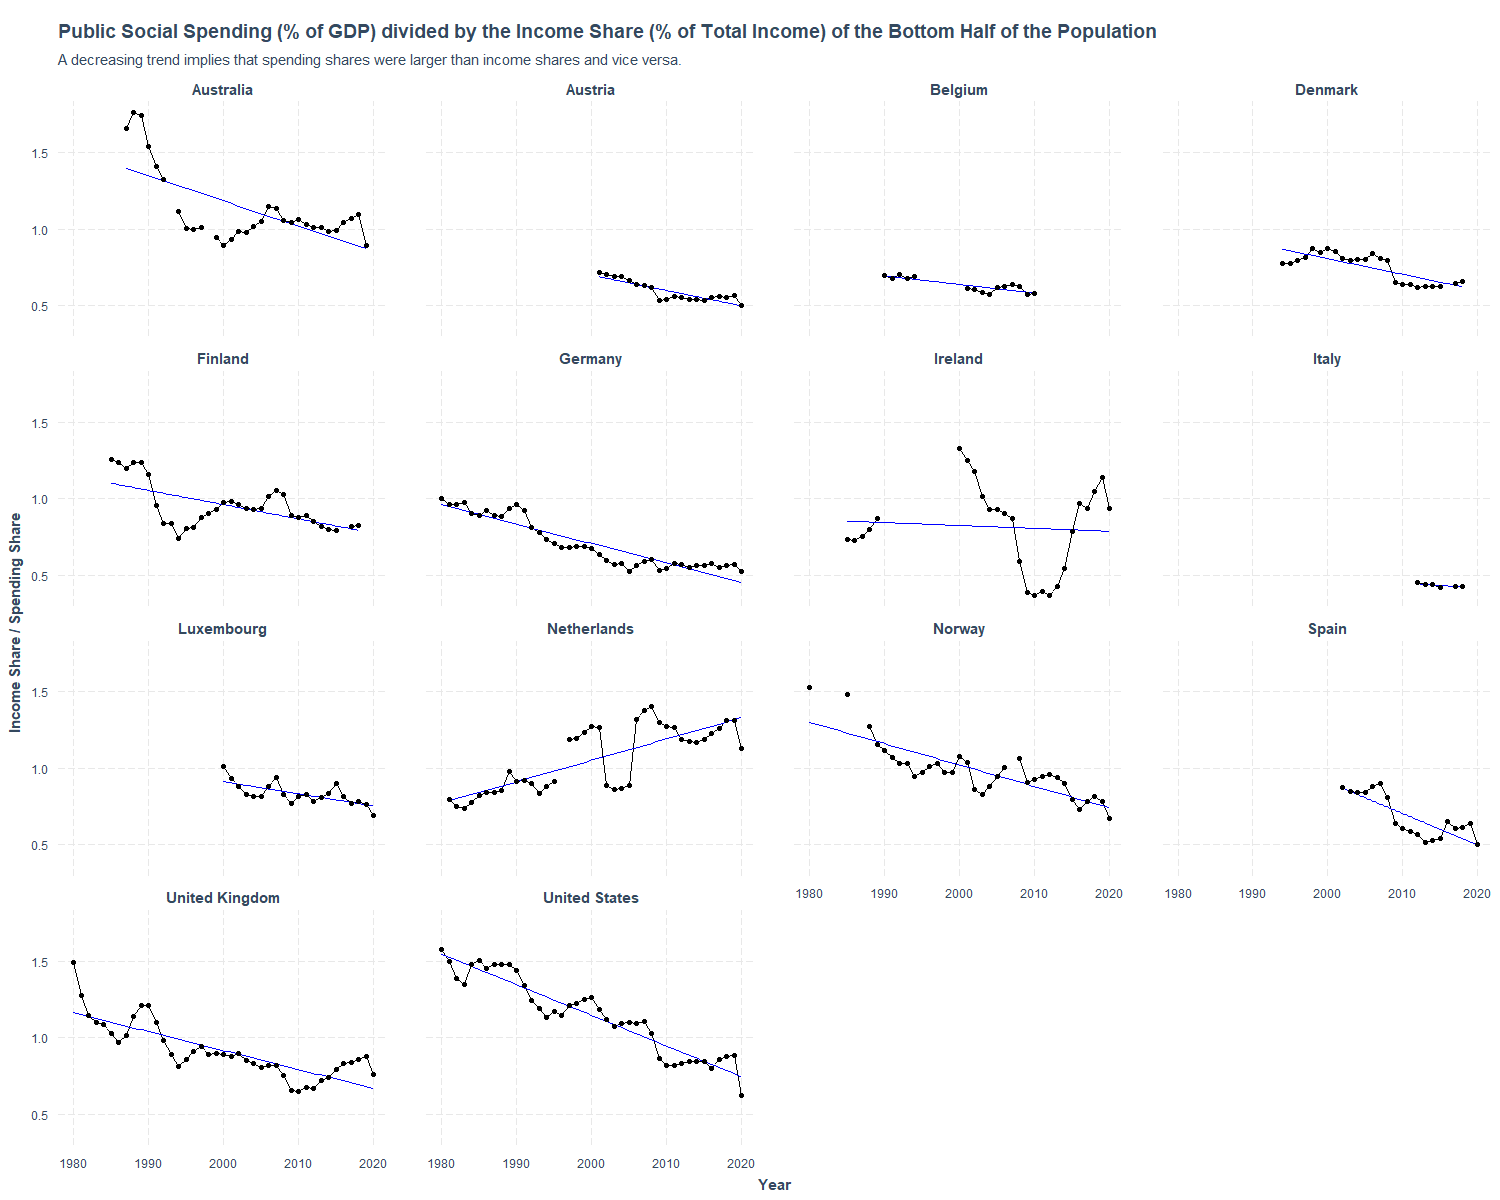 Public Social Spending (% of GDP) divided by the Income Share (% of Total Income) of the Bottom Half of the Population
A decreasing trend implies that spending shares were larger than income shares and vice versa.
Australia
Austria
Belgium
Denmark
1.5
1.0
0.5
Finland
Germany
Ireland
Italy
1.5
1.0
0.5
Luxembourg
Netherlands
Norway
Spain
1.5
1.0
0.5
1980 1990 2000 2010 2020
1980 1990 2000 2010 2020
United Kingdom
United States
1.5
1.0
0.5
1980 1990 2000 2010 2020
1980 1990 2000 2010 2020
Income Share / Spending Share
Year